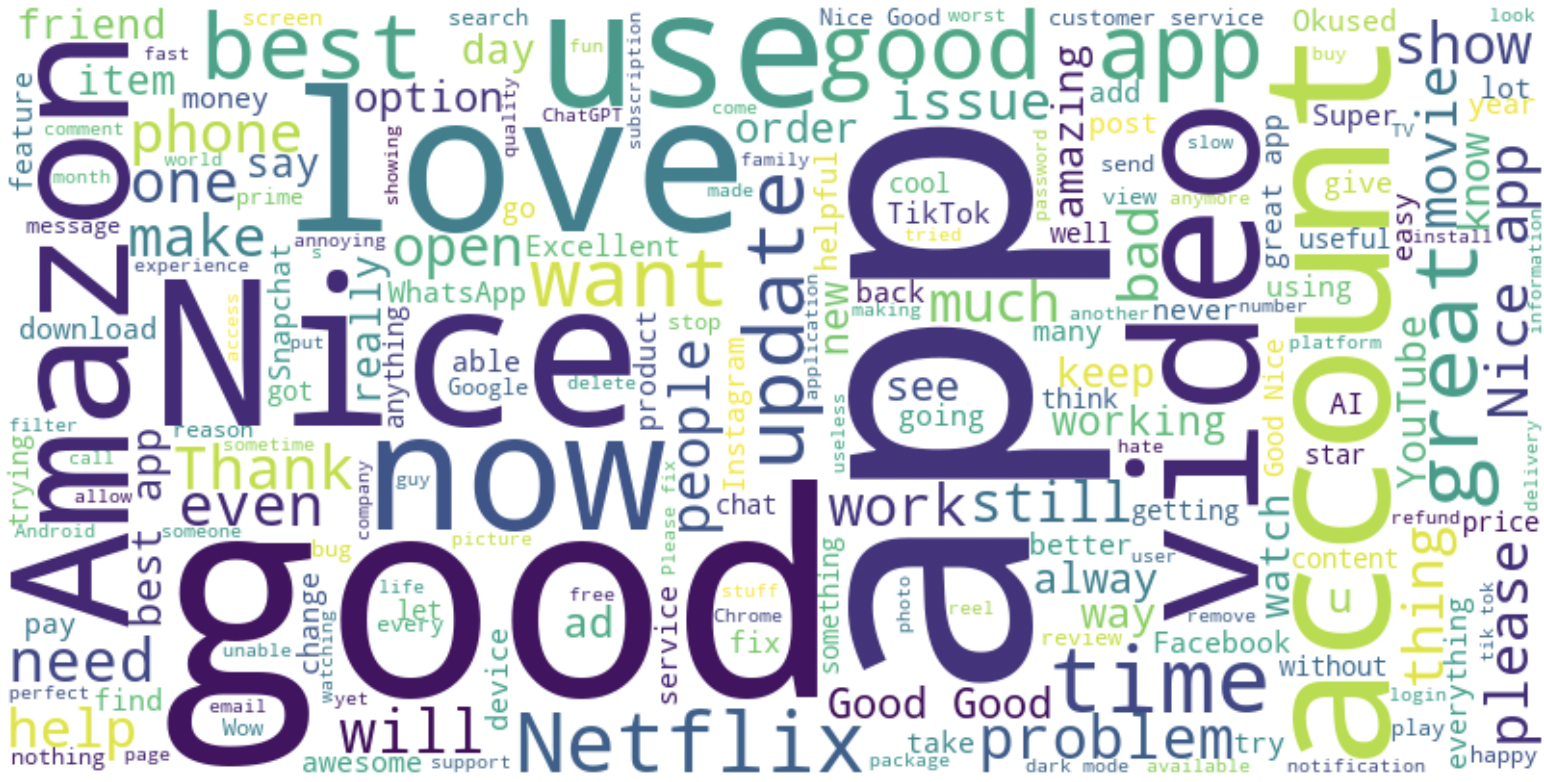 friend
screen
search
Nice Good
worst
customer service
Okused
look
best
use
good app
show
fast
day
fun
subscription
buy
item
money
option
quality
ChatGPT
come
issue
amazing
add
lot
year
feature
comment
phone
love
showing
order
post
Super
TV
movie
Amazon
world
say
month
one
prime
made
family
update
helpful
cool
TikTok
tried
password
send
slow
view
anymore
great app
give
know
message
make
go
annoying
s
open
Excellent
well
bad
video
account
useful
easy
install
experience
Snapchat
really
WhatsApp
want
new
back
making
much
another
never
number
using
great
Nice app
information
download
Nice
access
put
anything
able
Google
delete
product
stop
application
app
many
platform
got
people
Instagram
see
going
keep
think
working
Good Nice
AI
YouTube
filter
reason
sometime
useless
hate
star
trying
call
Thank
now
guy
Please fix
delivery
allow
best app
even
company
chat
work
still
getting
watch
refund
price
Android
someone
bug
picture
good
better
user
content
life
let
every
free
ad
stuff
Chrome
fix
something
photo
reel
alway
way
remove
u
thing
please
pay
change
unable
watching
device
service
review
Facebook
without
everything
tik tok
need
perfect
find
email
Wow
yet
will
Good Good
time
login
play
help
nothing
page
awesome
support
Netflix
package
take
problem
dark mode
try
available
notification
happy